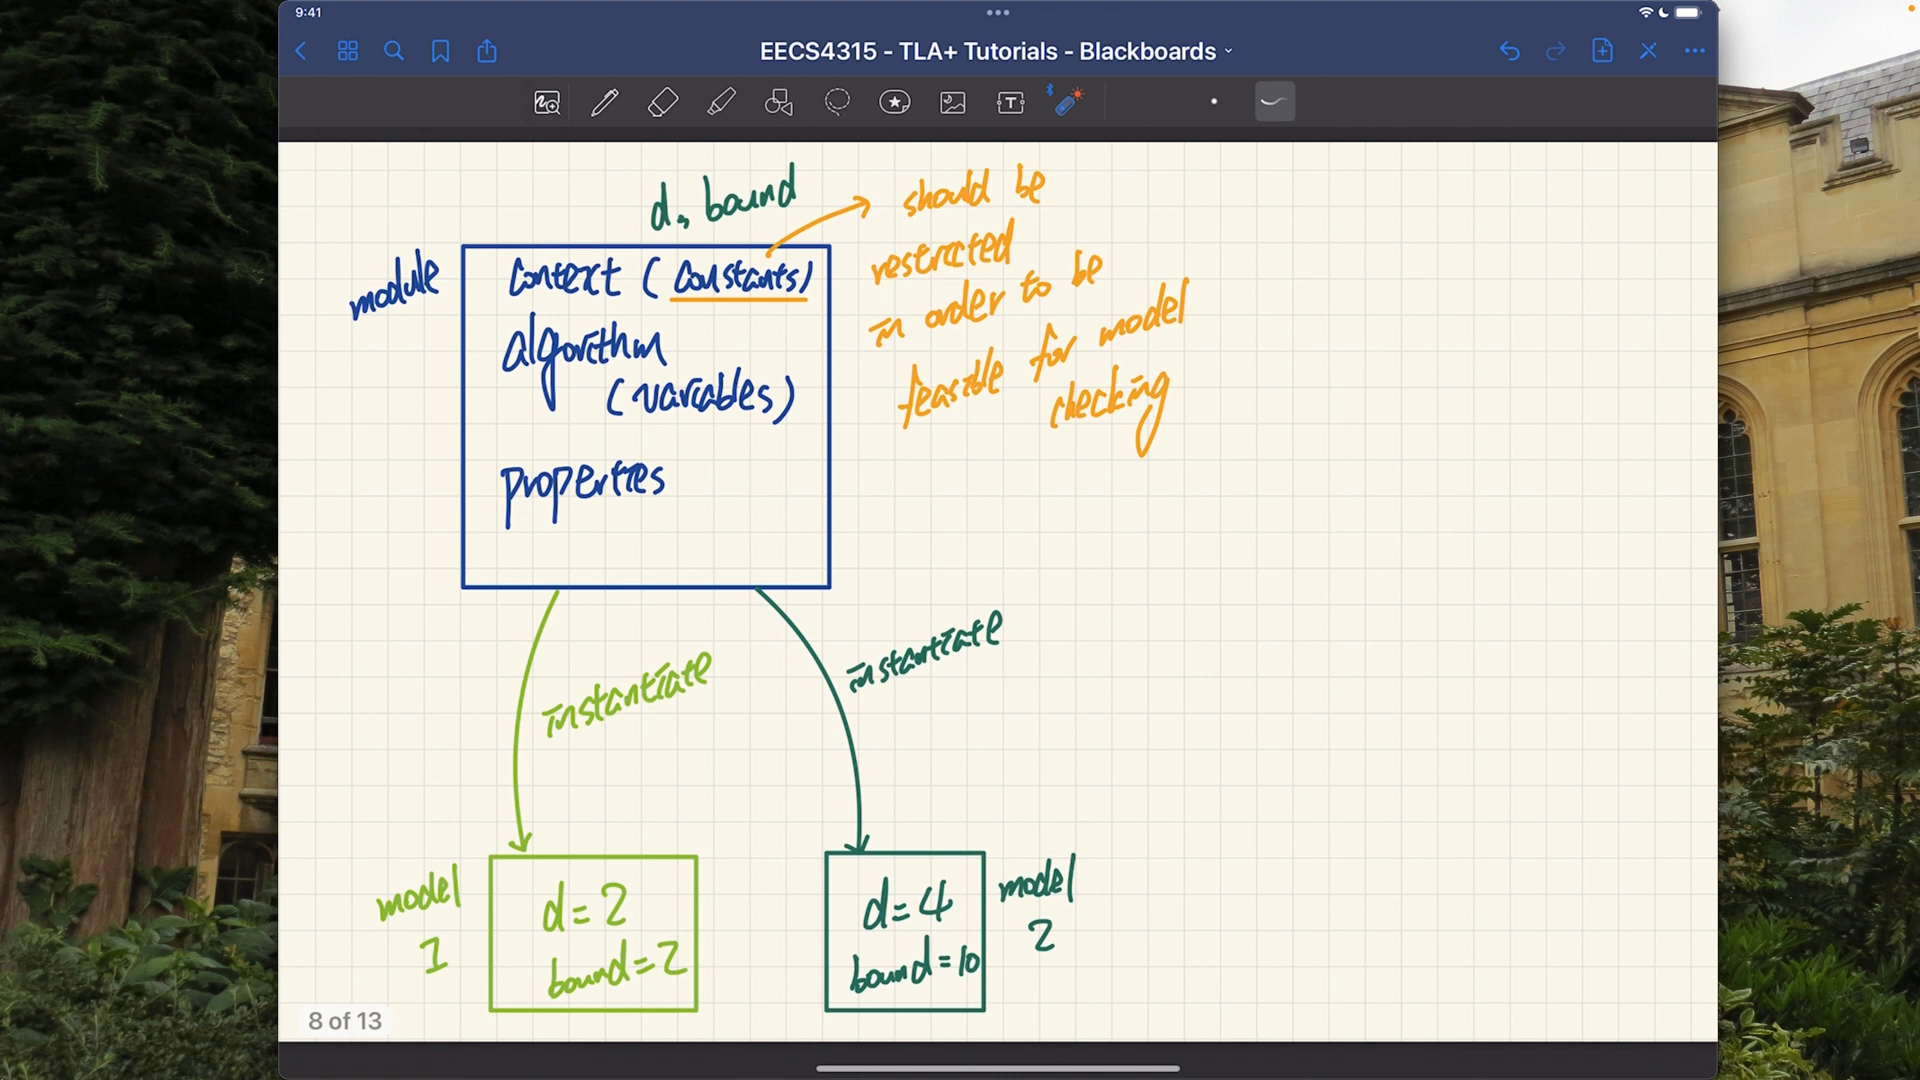 9:41
EECS4315 - TLA+ Tutorials - Blackboards
d, bound
module
Context (Constants)
algorithm
(variables)
properties
should be
restricted
in order to be
feasible for model
checking
instantiate
instantiate
model
1
d=2
bound=2
d=4
bound=10
model
2
8 of 13